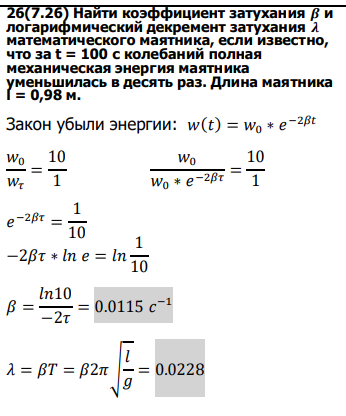 26(7.26) Найти коэффициент затухания β и
логарифмический декремент затухания λ
математического маятника, если известно,
что за t = 100 с колебаний полная
механическая энергия маятника
уменьшилась в десять раз. Длина маятника
l = 0,98 м.
Закон убыли энергии: w(t) = w₀ * e^{−2βt}
w₀/w_τ = 10/1    w₀/(w₀ * e^{−2βτ}) = 10/1
e^{−2βτ} = 1/10
−2βτ * ln e = ln 1/10
β = ln10/(−2τ) = 0.0115 c⁻¹
λ = βT = β2π√(l/g) = 0.0228